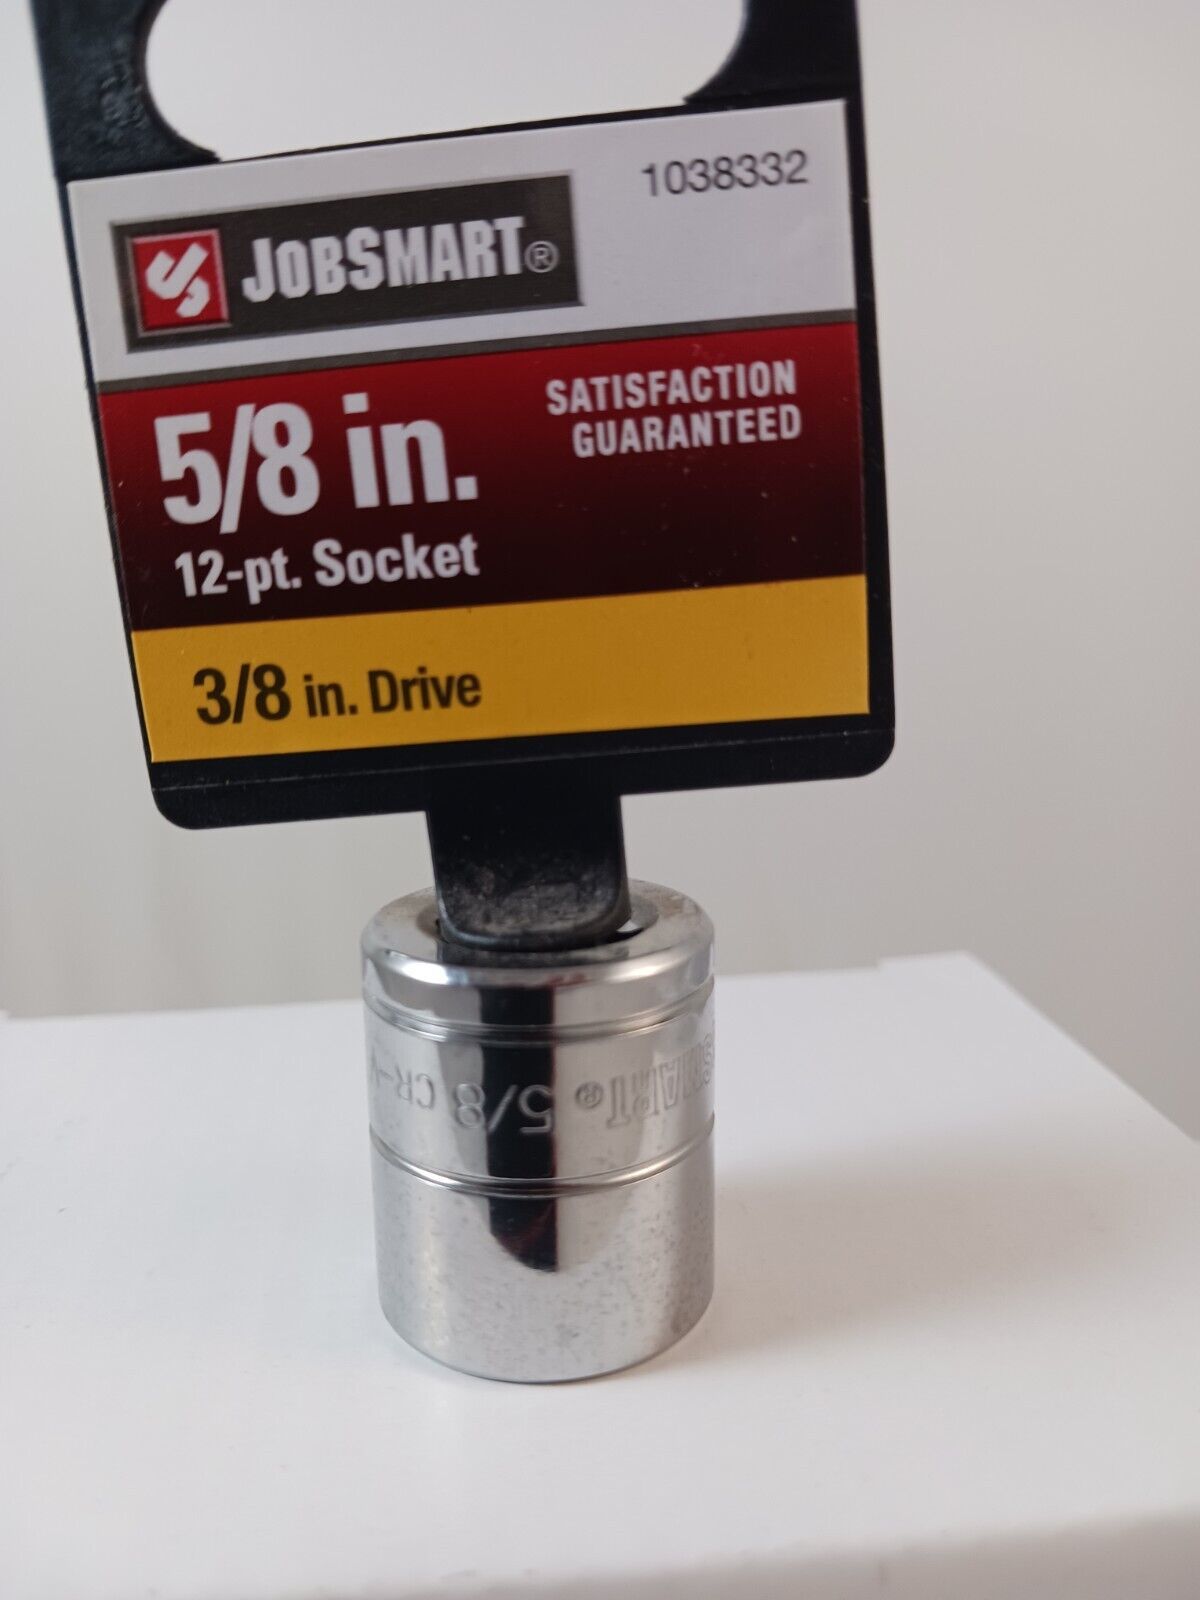 1038332
JOBSMART®
5/8 in.
SATISFACTION
GUARANTEED
12-pt. Socket
3/8 in. Drive
5/8 CR-